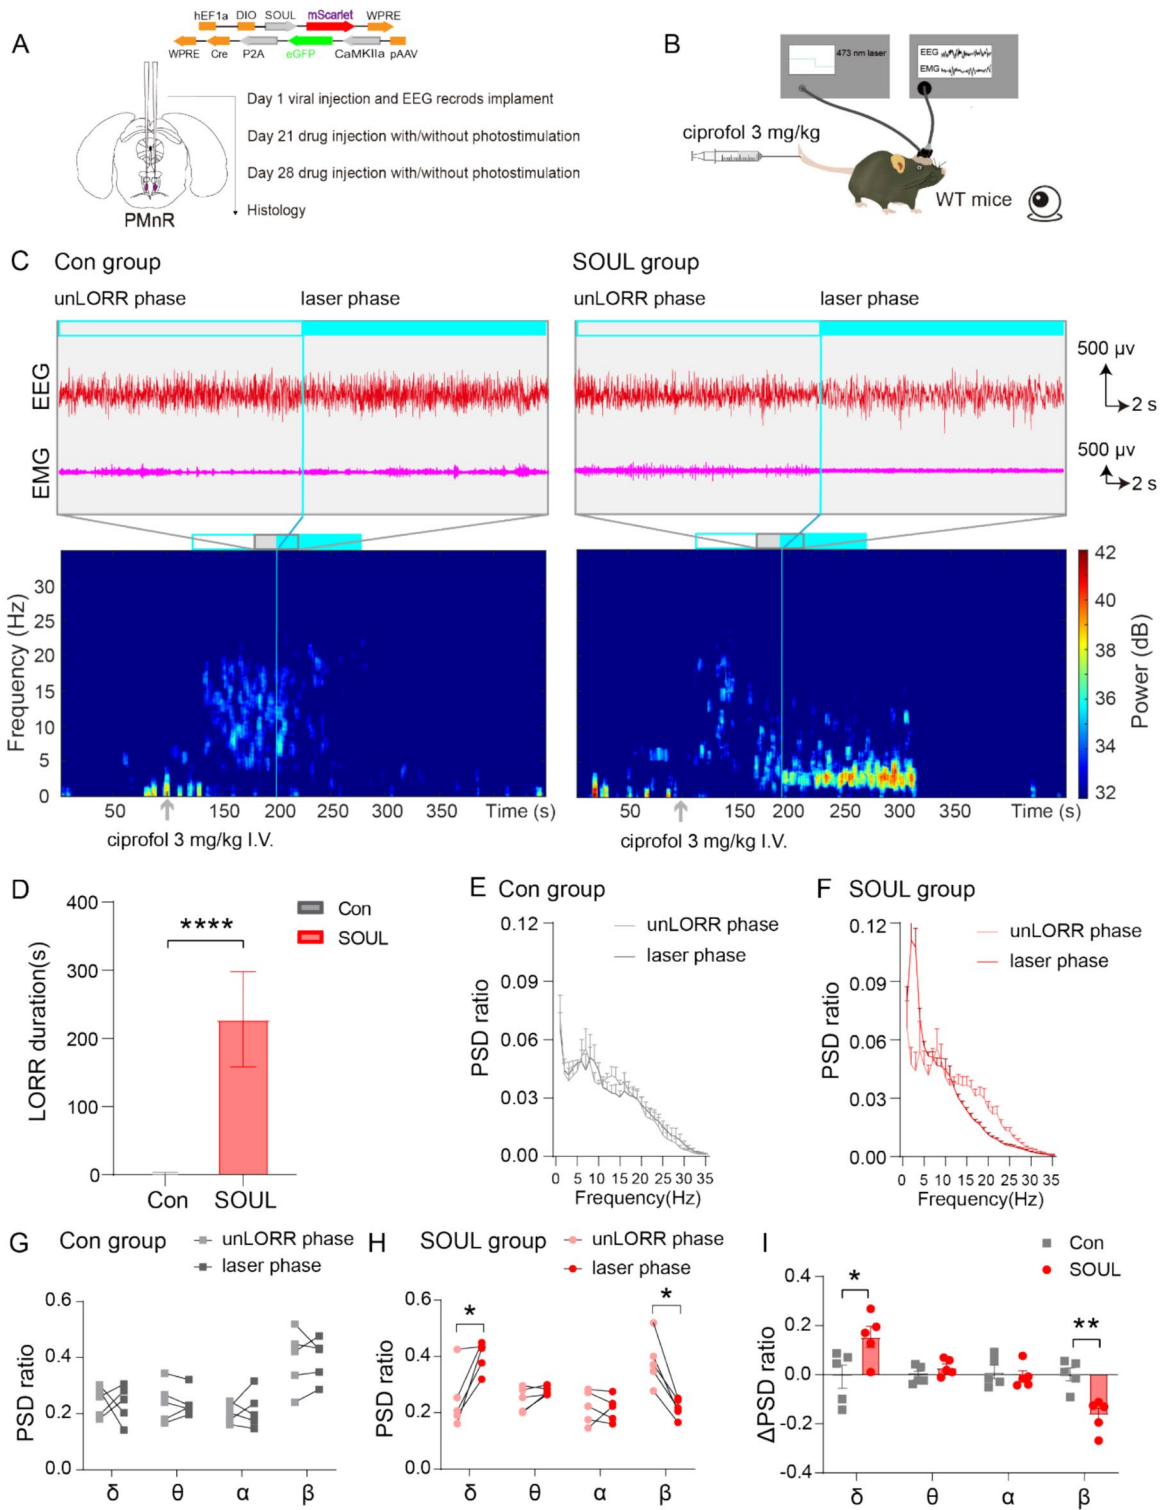 A
hEF1a DIO SOUL mScarlet WPRE
WPRE Cre P2A eGFP CaMKIIa pAAV
Day 1 viral injection and EEG recrods implament
Day 21 drug injection with/without photostimulation
Day 28 drug injection with/without photostimulation
Histology
PMnR
B
473 nm laser
EEG
EMG
ciprofol 3 mg/kg
WT mice
C Con group
unLORR phase laser phase
SOUL group
unLORR phase laser phase
EEG
EMG
500 μv
2 s
500 μv
2 s
Frequency (Hz)
30
25
20
15
10
5
0
50 150 200 250 300 350 Time (s)
ciprofol 3 mg/kg I.V.
50 150 200 250 300 350 Time (s)
ciprofol 3 mg/kg I.V.
42
40
38
36
34
32
Power (dB)
D
LORR duration(s)
400
300
200
100
0
****
Con
SOUL
Con SOUL
E Con group
unLORR phase
laser phase
PSD ratio
0.12
0.09
0.06
0.03
0.00
0 5 10 15 20 25 30 35
Frequency(Hz)
F SOUL group
unLORR phase
laser phase
PSD ratio
0.12
0.09
0.06
0.03
0.00
0 5 10 15 20 25 30 35
Frequency(Hz)
G Con group
unLORR phase
laser phase
PSD ratio
0.6
0.4
0.2
0.0
δ θ α β
H SOUL group
unLORR phase
laser phase
PSD ratio
0.6
0.4
0.2
0.0
* *
δ θ α β
I
Con
SOUL
ΔPSD ratio
0.4
0.2
0.0
-0.2
-0.4
* **
δ θ α β